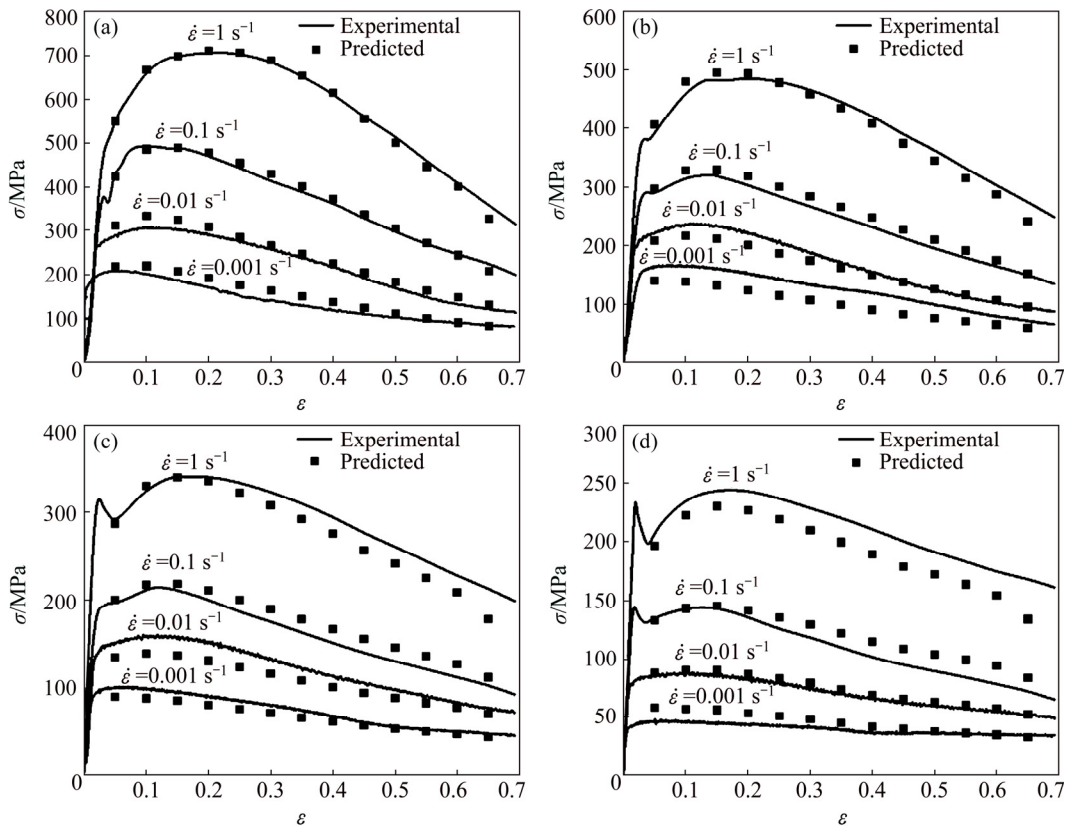 (a)
Experimental
Predicted
ε̇=1 s⁻¹
ε̇=0.1 s⁻¹
ε̇=0.01 s⁻¹
ε̇=0.001 s⁻¹
σ/MPa
800
700
600
500
400
300
200
100
0
0.1 0.2 0.3 0.4 0.5 0.6 0.7
ε
(b)
Experimental
Predicted
ε̇=1 s⁻¹
ε̇=0.1 s⁻¹
ε̇=0.01 s⁻¹
ε̇=0.001 s⁻¹
σ/MPa
600
500
400
300
200
100
0
0.1 0.2 0.3 0.4 0.5 0.6 0.7
ε
(c)
Experimental
Predicted
ε̇=1 s⁻¹
ε̇=0.1 s⁻¹
ε̇=0.01 s⁻¹
ε̇=0.001 s⁻¹
σ/MPa
400
300
200
100
0
0.1 0.2 0.3 0.4 0.5 0.6 0.7
ε
(d)
Experimental
Predicted
ε̇=1 s⁻¹
ε̇=0.1 s⁻¹
ε̇=0.01 s⁻¹
ε̇=0.001 s⁻¹
σ/MPa
300
250
200
150
100
50
0
0.1 0.2 0.3 0.4 0.5 0.6 0.7
ε